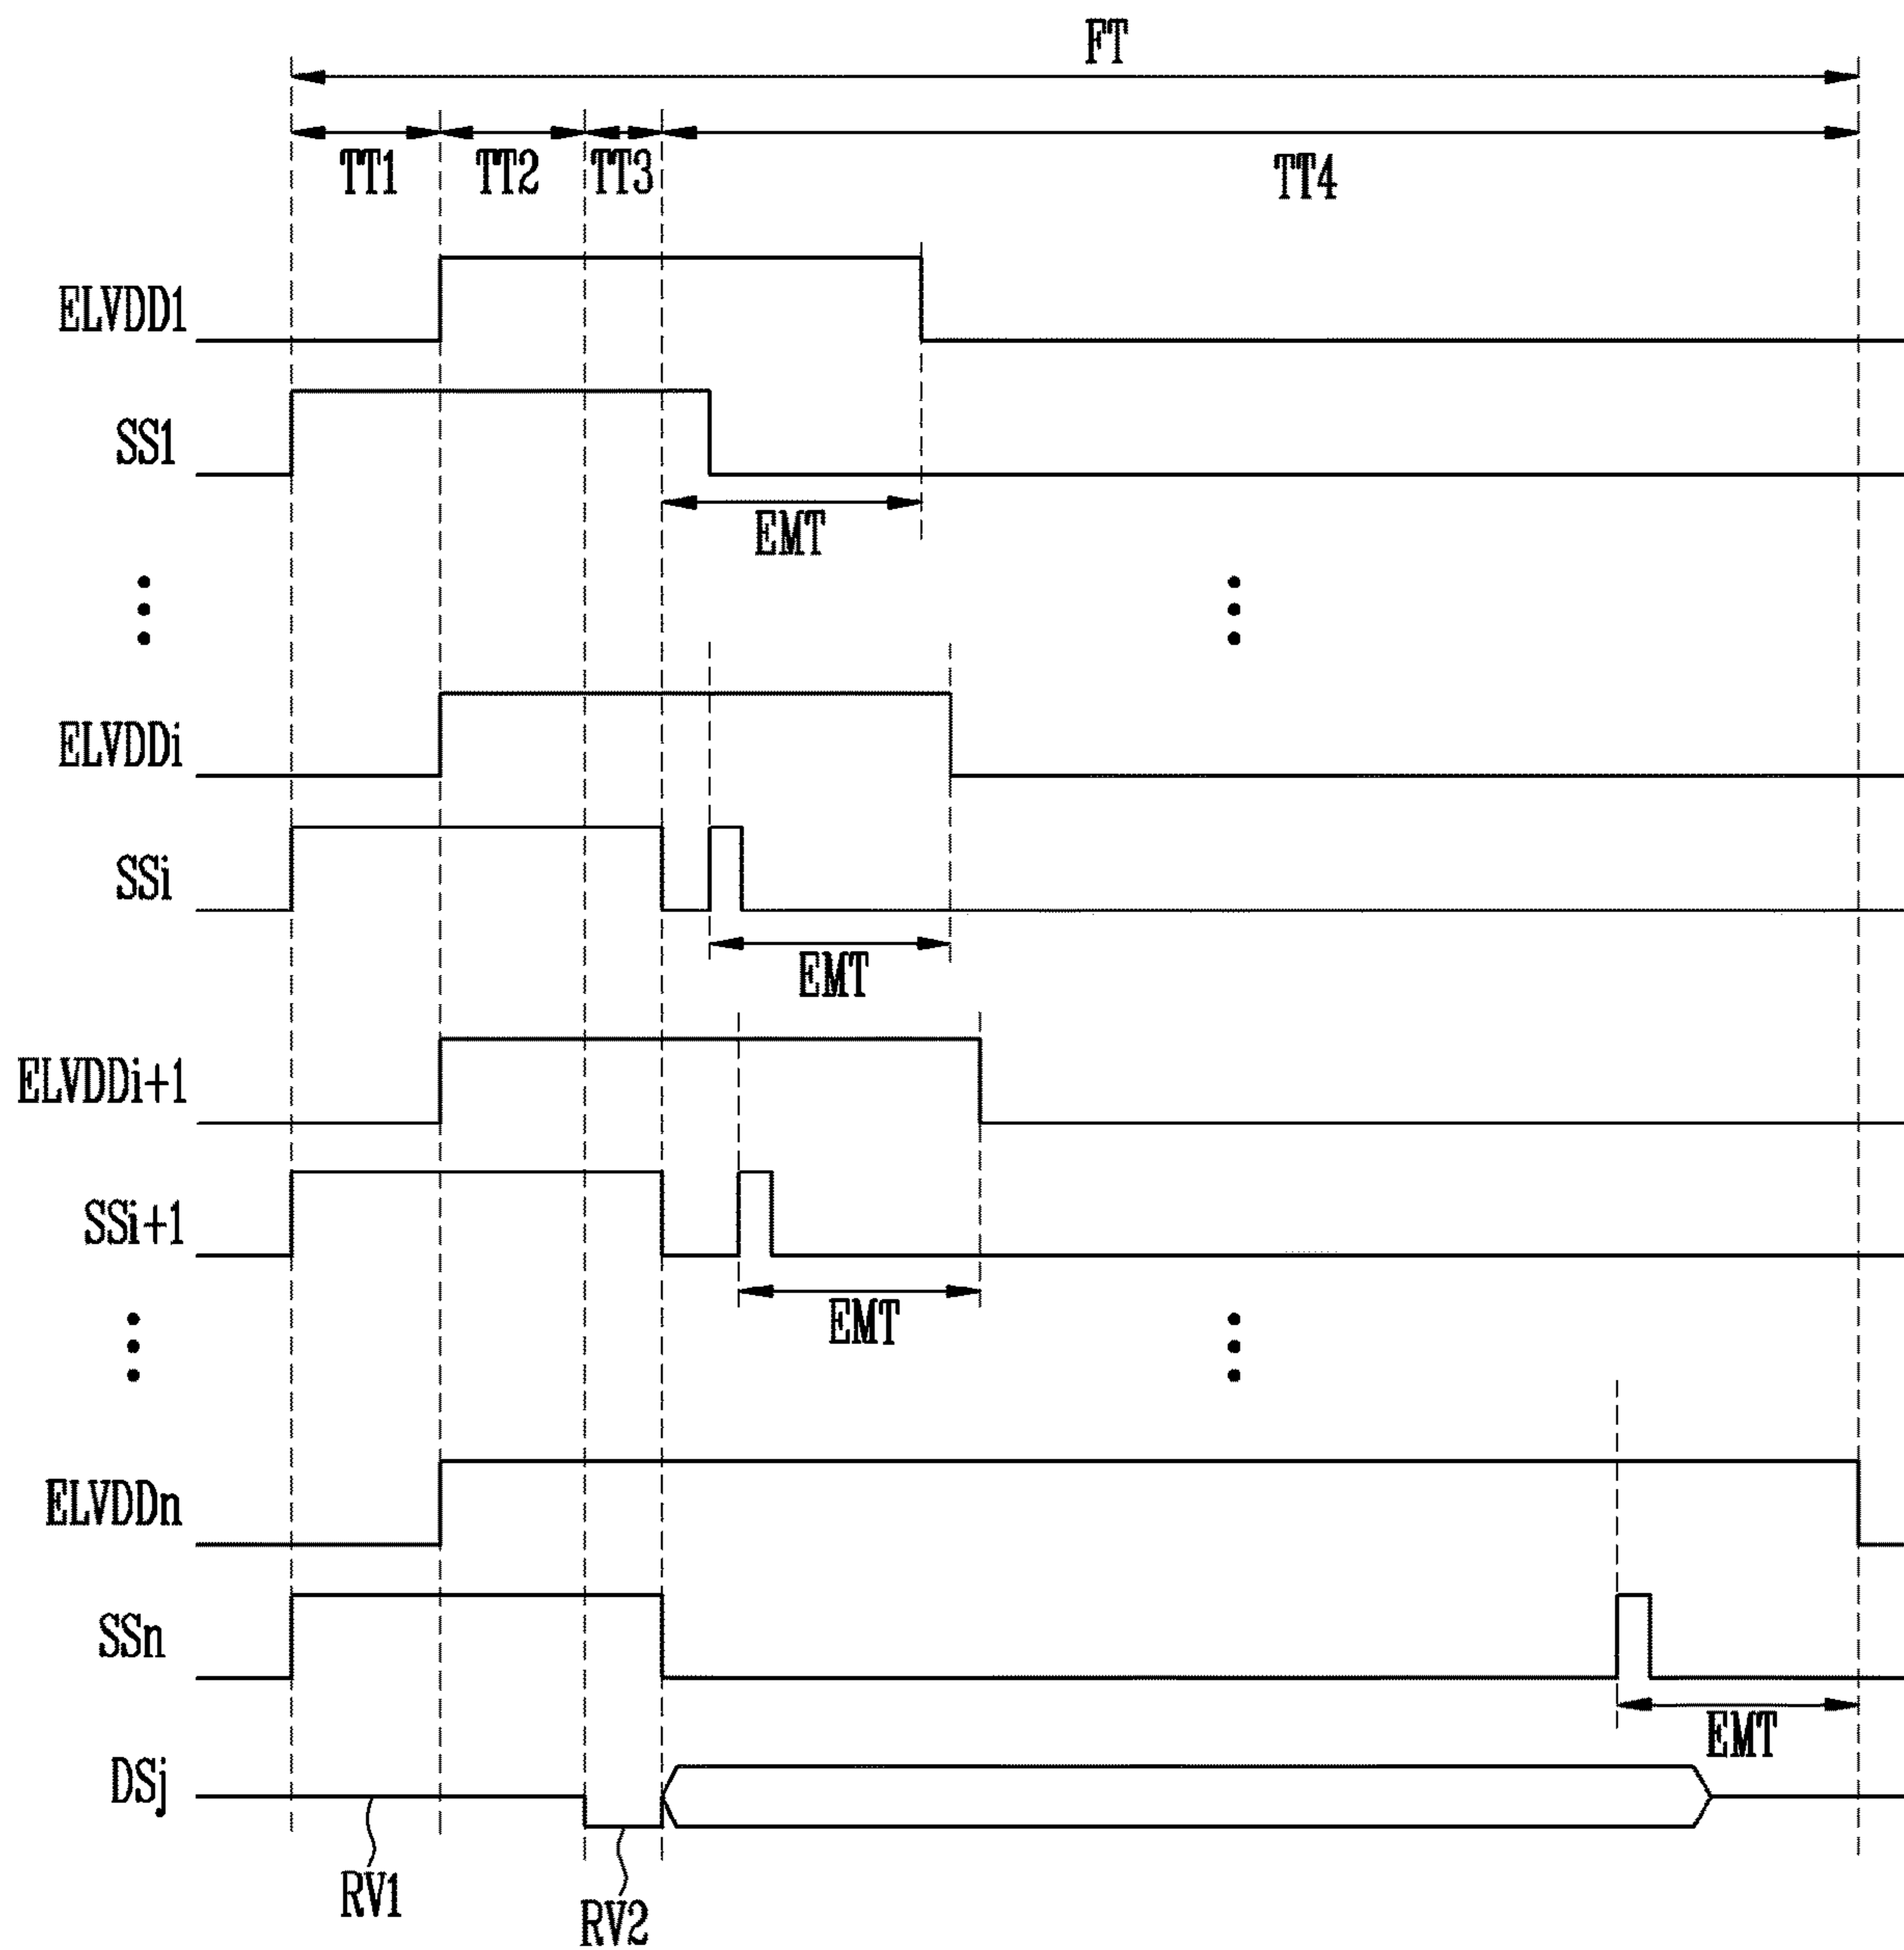 FT
TT1 TT2 TT3 TT4
ELVDD1
SS1
EMT
ELVDDi
SSi
EMT
ELVDDi+1
SSi+1
EMT
ELVDDn
SSn
EMT
DSj
RV1
RV2